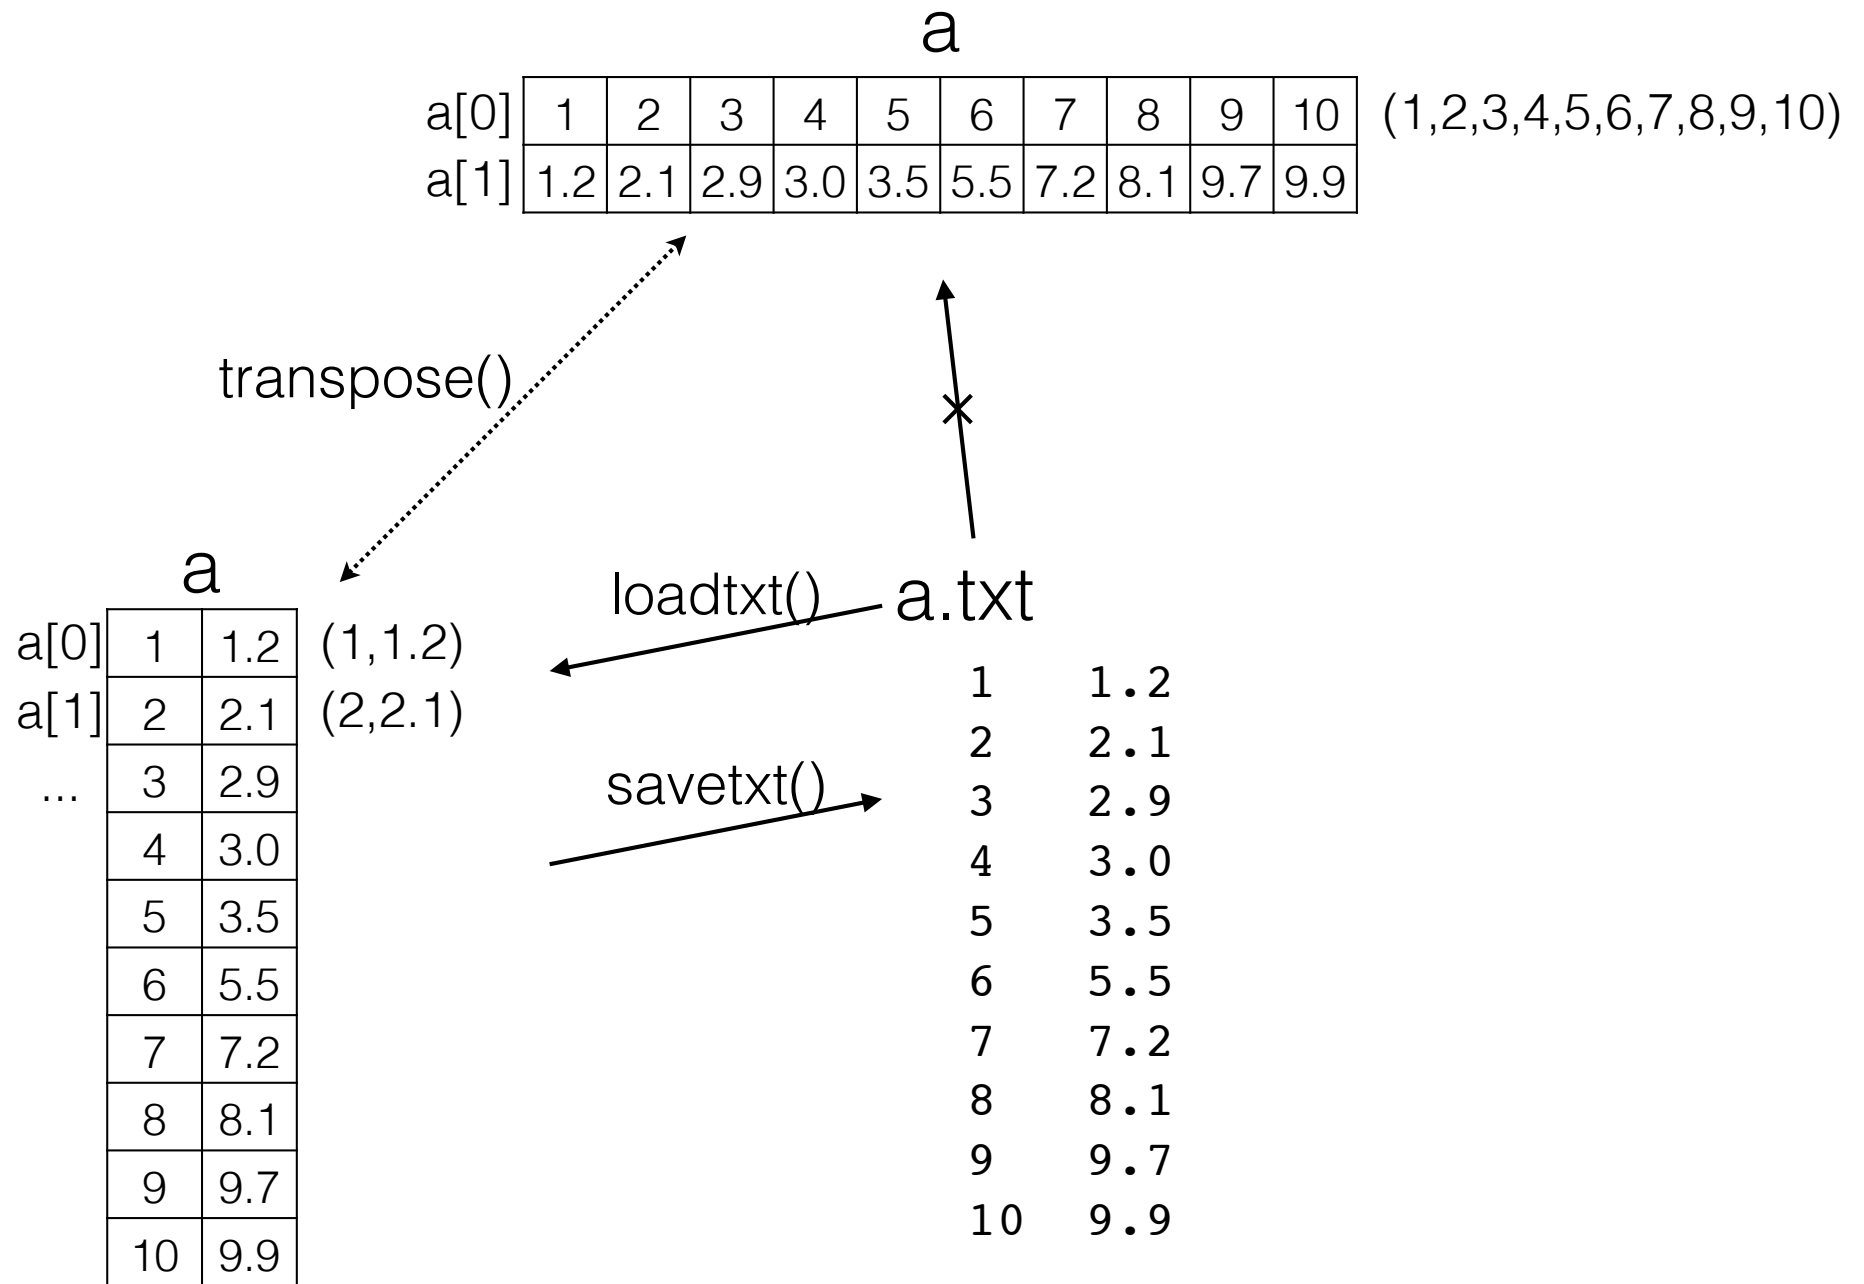 a
a[0] 1 2 3 4 5 6 7 8 9 10 (1,2,3,4,5,6,7,8,9,10)
a[1] 1.2 2.1 2.9 3.0 3.5 5.5 7.2 8.1 9.7 9.9
transpose()
a
a[0] 1 1.2 (1,1.2)
a[1] 2 2.1 (2,2.1)
... 3 2.9
4 3.0
5 3.5
6 5.5
7 7.2
8 8.1
9 9.7
10 9.9
loadtxt()
savetxt()
a.txt
1 1.2
2 2.1
3 2.9
4 3.0
5 3.5
6 5.5
7 7.2
8 8.1
9 9.7
10 9.9